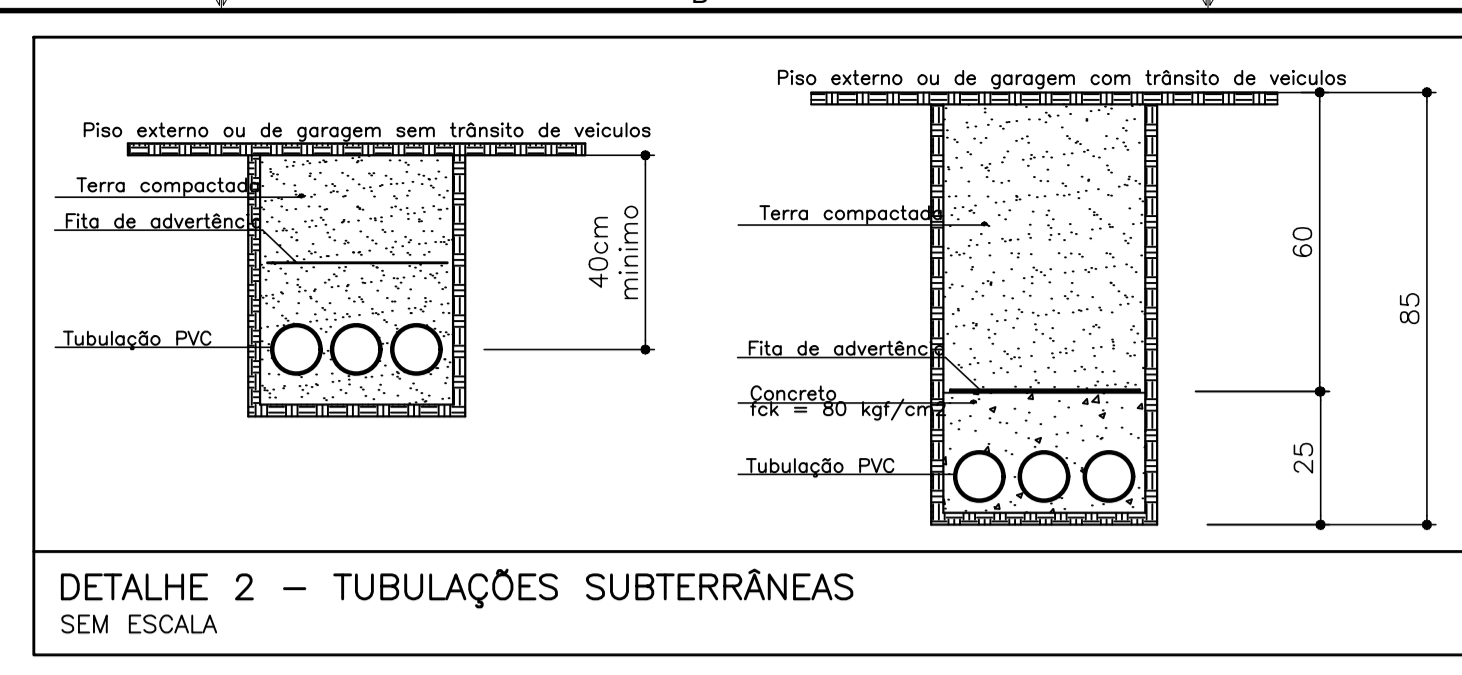 Piso externo ou de garagem sem trânsito de veiculos
Terra compactada
Fita de advertência
Tubulação PVC
40cm
minimo
Piso externo ou de garagem com trânsito de veiculos
Terra compactada
Fita de advertência
Concreto
fck = 80 kgf/cm2
Tubulação PVC
60
25
85
DETALHE 2 – TUBULAÇÕES SUBTERRÂNEAS
SEM ESCALA